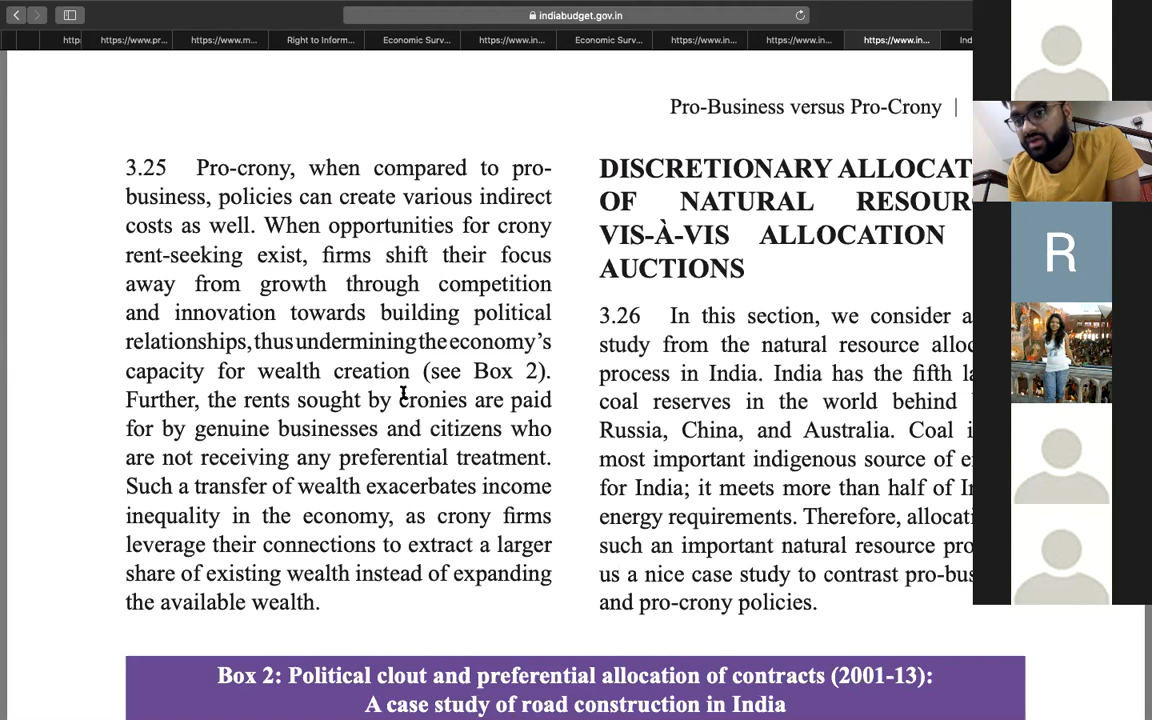 indiabudget.gov.in
https://www.pr...
https://www.m...
Right to Inform...
Economic Surv...
https://www.in...
Economic Surv...
https://www.in...
https://www.in...
https://www.in...
Pro-Business versus Pro-Crony |
3.25 Pro-crony, when compared to pro-
business, policies can create various indirect
costs as well. When opportunities for crony
rent-seeking exist, firms shift their focus
away from growth through competition
and innovation towards building political
relationships, thus undermining the economy's
capacity for wealth creation (see Box 2).
Further, the rents sought by cronies are paid
for by genuine businesses and citizens who
are not receiving any preferential treatment.
Such a transfer of wealth exacerbates income
inequality in the economy, as crony firms
leverage their connections to extract a larger
share of existing wealth instead of expanding
the available wealth.
DISCRETIONARY
OF NATURAL
VIS-À-VIS ALLOCATION
AUCTIONS
3.26 In this section, we consider a
study from the natural resource
process in India. India has the fifth
coal reserves in the world behind
Russia, China, and Australia. Coal
most important indigenous source of
for India; it meets more than half of
energy requirements. Therefore,
such an important natural resource
us a nice case study to contrast
and pro-crony policies.
Box 2: Political clout and preferential allocation of contracts (2001-13):
A case study of road construction in India
R